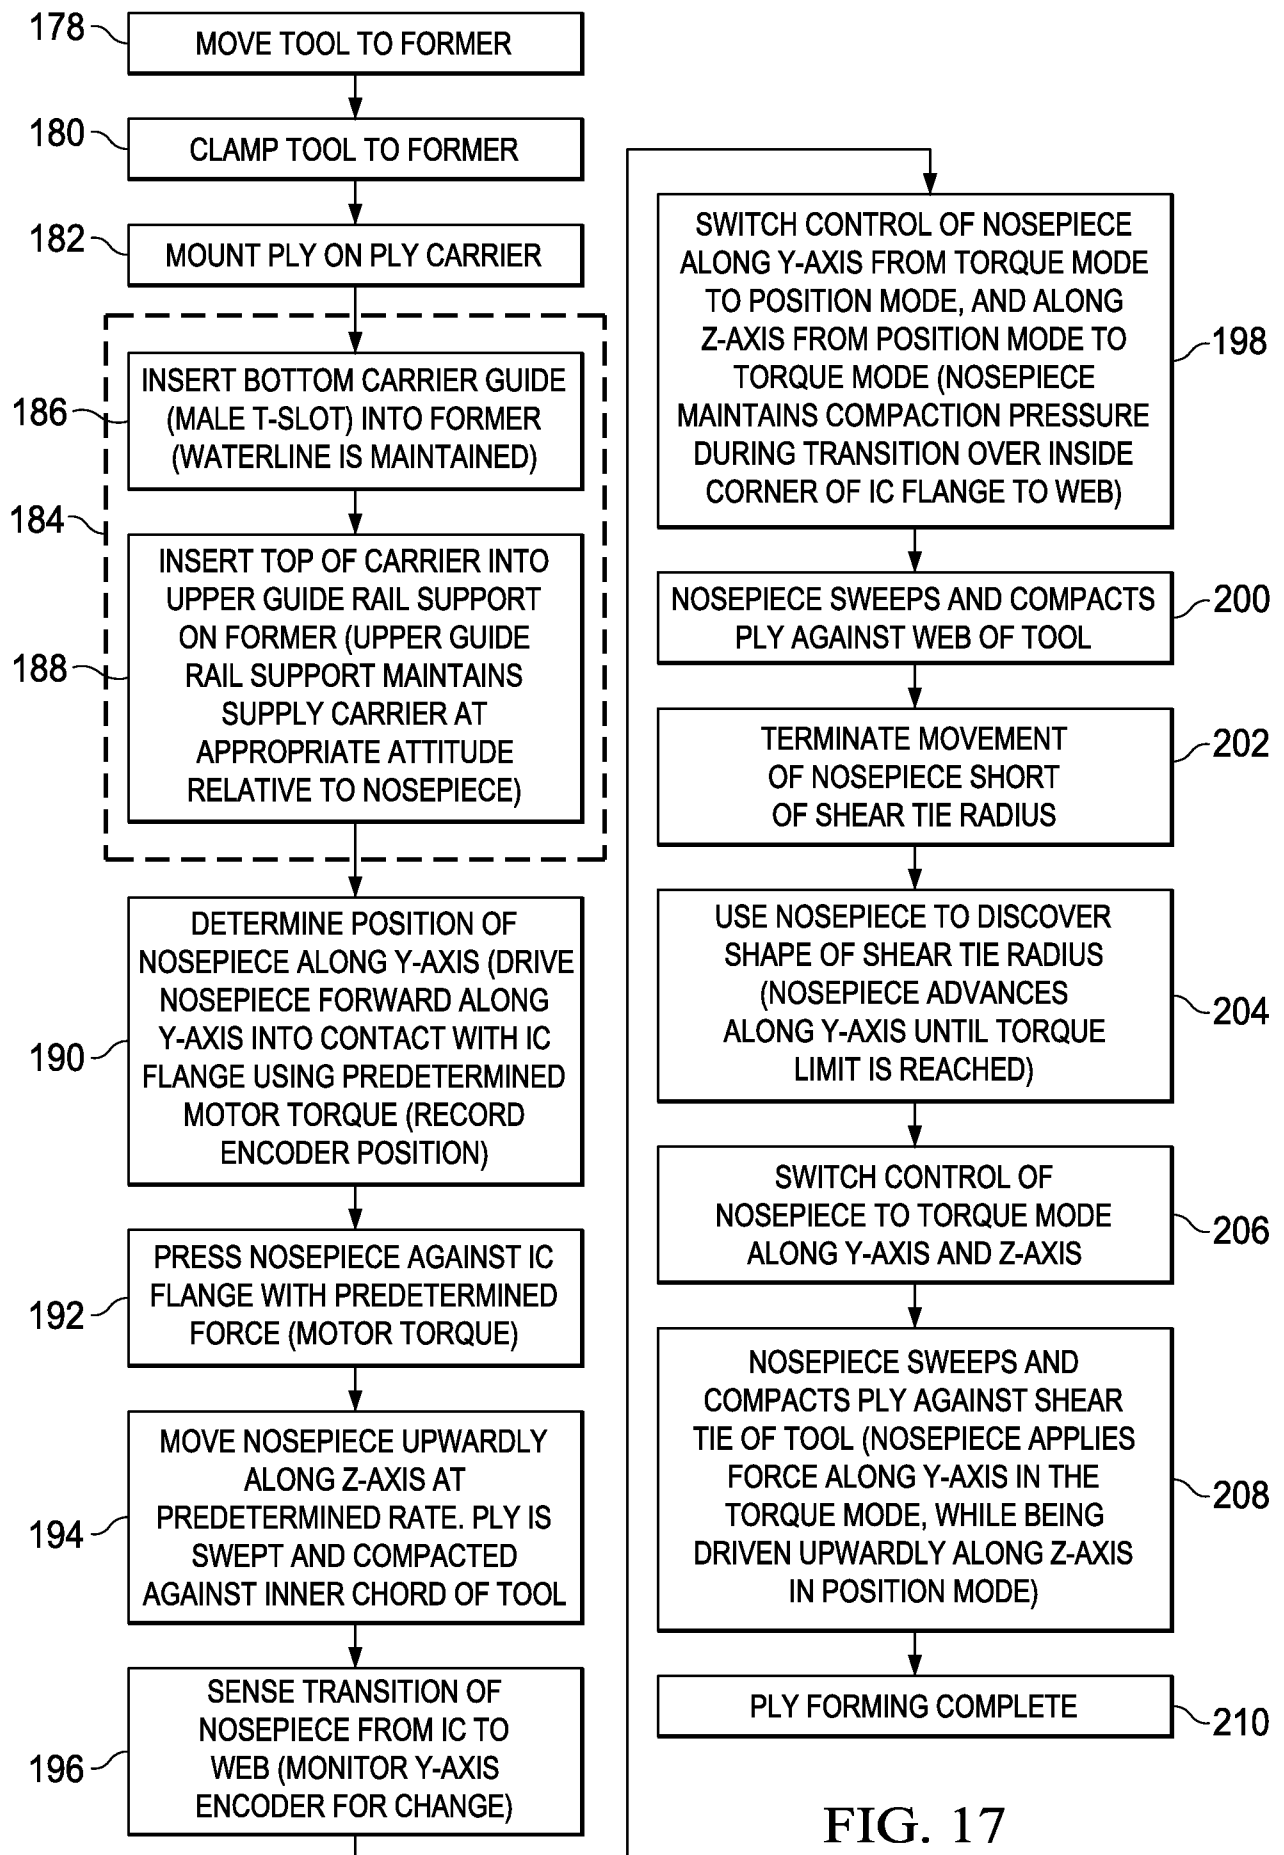 178
MOVE TOOL TO FORMER
180
CLAMP TOOL TO FORMER
182
MOUNT PLY ON PLY CARRIER
184
186
INSERT BOTTOM CARRIER GUIDE
(MALE T-SLOT) INTO FORMER
(WATERLINE IS MAINTAINED)
188
INSERT TOP OF CARRIER INTO
UPPER GUIDE RAIL SUPPORT
ON FORMER (UPPER GUIDE
RAIL SUPPORT MAINTAINS
SUPPLY CARRIER AT
APPROPRIATE ATTITUDE
RELATIVE TO NOSEPIECE)
190
DETERMINE POSITION OF
NOSEPIECE ALONG Y-AXIS (DRIVE
NOSEPIECE FORWARD ALONG
Y-AXIS INTO CONTACT WITH IC
FLANGE USING PREDETERMINED
MOTOR TORQUE (RECORD
ENCODER POSITION)
192
PRESS NOSEPIECE AGAINST IC
FLANGE WITH PREDETERMINED
FORCE (MOTOR TORQUE)
194
MOVE NOSEPIECE UPWARDLY
ALONG Z-AXIS AT
PREDETERMINED RATE. PLY IS
SWEPT AND COMPACTED
AGAINST INNER CHORD OF TOOL
196
SENSE TRANSITION OF
NOSEPIECE FROM IC TO
WEB (MONITOR Y-AXIS
ENCODER FOR CHANGE)
SWITCH CONTROL OF NOSEPIECE
ALONG Y-AXIS FROM TORQUE MODE
TO POSITION MODE, AND ALONG
Z-AXIS FROM POSITION MODE TO
TORQUE MODE (NOSEPIECE
MAINTAINS COMPACTION PRESSURE
DURING TRANSITION OVER INSIDE
CORNER OF IC FLANGE TO WEB)
198
NOSEPIECE SWEEPS AND COMPACTS
PLY AGAINST WEB OF TOOL
200
TERMINATE MOVEMENT
OF NOSEPIECE SHORT
OF SHEAR TIE RADIUS
202
USE NOSEPIECE TO DISCOVER
SHAPE OF SHEAR TIE RADIUS
(NOSEPIECE ADVANCES
ALONG Y-AXIS UNTIL TORQUE
LIMIT IS REACHED)
204
SWITCH CONTROL OF
NOSEPIECE TO TORQUE MODE
ALONG Y-AXIS AND Z-AXIS
206
NOSEPIECE SWEEPS AND
COMPACTS PLY AGAINST SHEAR
TIE OF TOOL (NOSEPIECE APPLIES
FORCE ALONG Y-AXIS IN THE
TORQUE MODE, WHILE BEING
DRIVEN UPWARDLY ALONG Z-AXIS
IN POSITION MODE)
208
PLY FORMING COMPLETE
210
FIG. 17